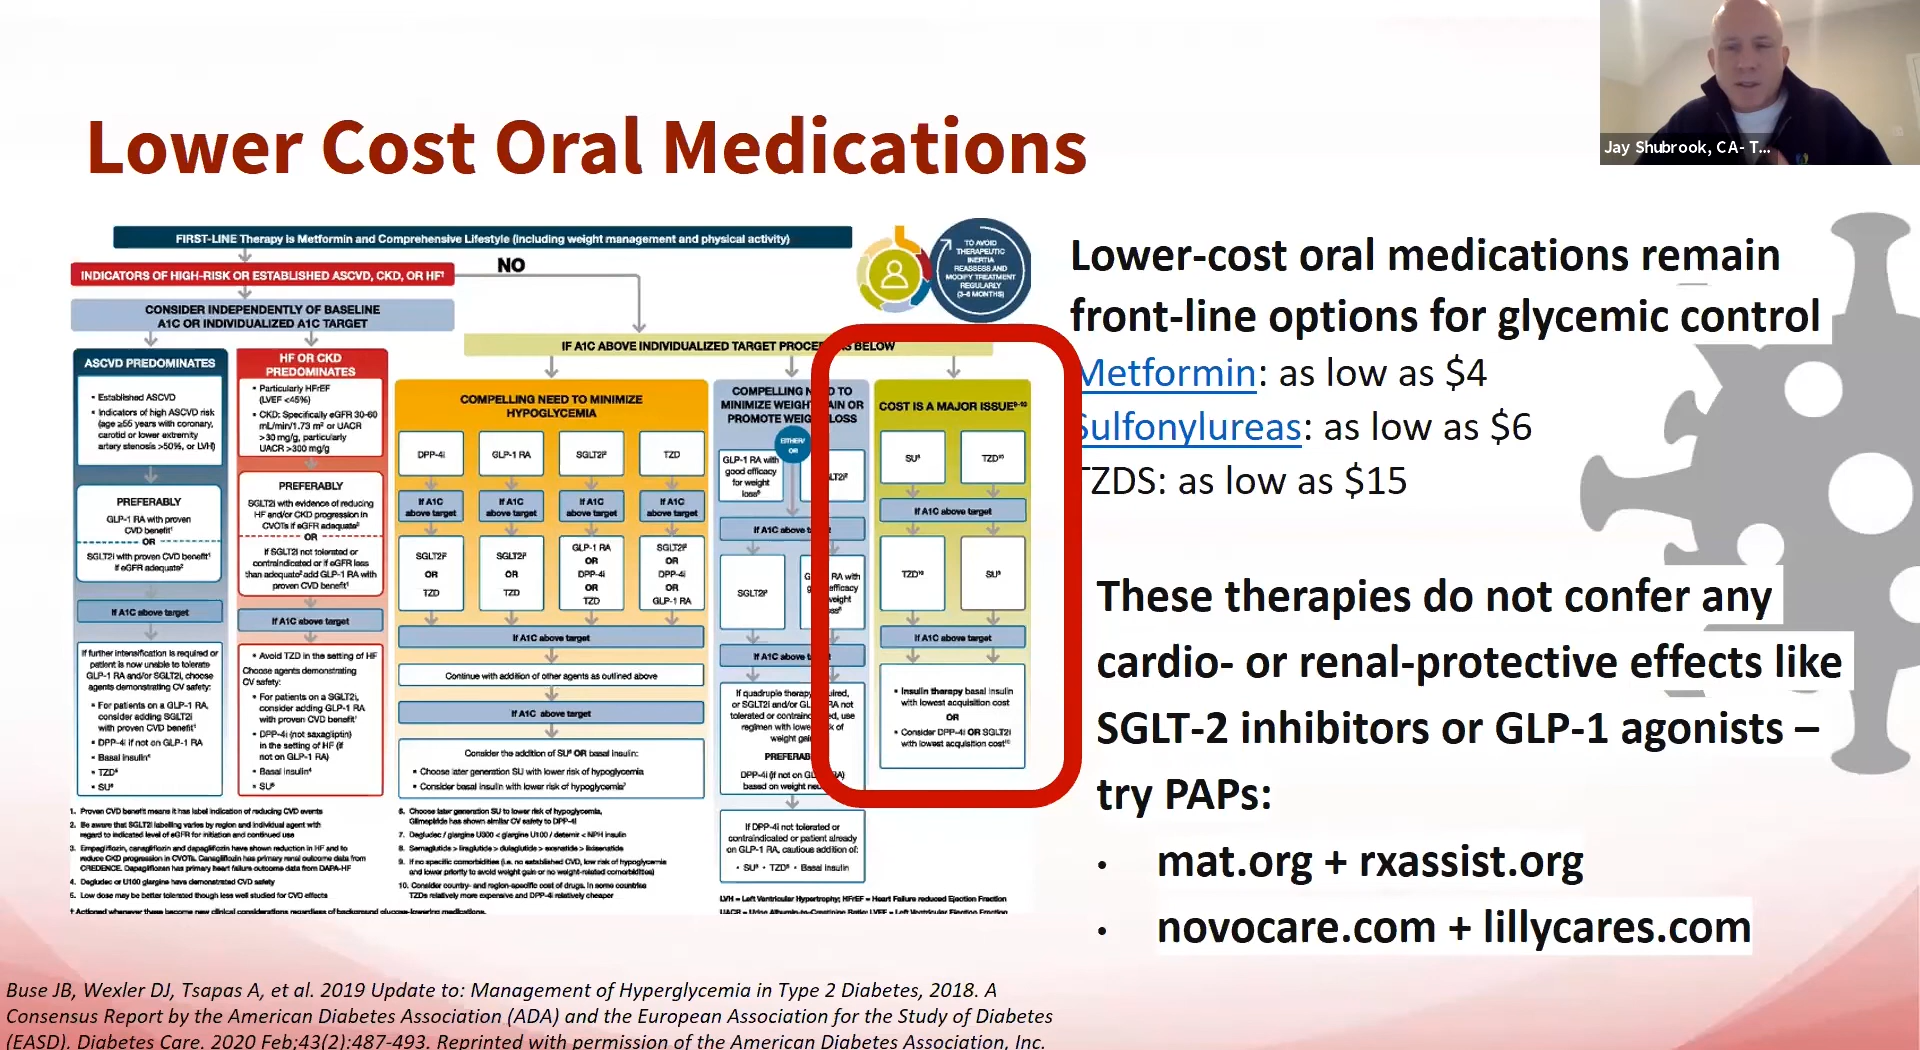 Jay Shubrook, CA- T...
Lower Cost Oral Medications
FIRST-LINE Therapy is Metformin and Comprehensive Lifestyle (including weight management and physical activity)
INDICATORS OF HIGH-RISK OR ESTABLISHED ASCVD, CKD, OR HF†
NO
TO AVOID
THERAPEUTIC
INERTIA
REASSESS AND
MODIFY TREATMENT
REGULARLY
(3-6 MONTHS)
CONSIDER INDEPENDENTLY OF BASELINE
A1C OR INDIVIDUALIZED A1C TARGET
IF A1C ABOVE INDIVIDUALIZED TARGET PROCEED AS BELOW
ASCVD PREDOMINATES
• Established ASCVD
• Indicators of high ASCVD risk
(age ≥55 years with coronary,
carotid or lower extremity
artery stenosis >50%, or LVH)
PREFERABLY
GLP-1 RA with proven
CVD benefit¹
OR
SGLT2i with proven CVD benefit¹
if eGFR adequate²
If A1C above target
If further intensification is required or
patient is now unable to tolerate
GLP-1 RA and/or SGLT2i, choose
agents demonstrating CV safety:
• For patients on a GLP-1 RA,
consider adding SGLT2i
with proven CVD benefit¹
• DPP-4i if not on GLP-1 RA
• Basal insulin⁴
• TZD⁵
• SU⁶
HF OR CKD
PREDOMINATES
• Particularly HFrEF
(LVEF <45%)
• CKD: Specifically eGFR 30-60
mL/min/1.73 m² or UACR
>30 mg/g, particularly
UACR >300 mg/g
PREFERABLY
SGLT2i with evidence of reducing
HF and/or CKD progression in
CVOTs if eGFR adequate³
OR
If SGLT2i not tolerated or
contraindicated or if eGFR less
than adequate² add GLP-1 RA with
proven CVD benefit¹
If A1C above target
• Avoid TZD in the setting of HF
Choose agents demonstrating
CV safety:
• For patients on a SGLT2i,
consider adding GLP-1 RA
with proven CVD benefit¹
• DPP-4i (not saxagliptin)
in the setting of HF (if
not on GLP-1 RA)
• Basal insulin⁴
• SU⁶
COMPELLING NEED TO MINIMIZE
HYPOGLYCEMIA
DPP-4i GLP-1 RA SGLT2i² TZD
If A1C above target If A1C above target If A1C above target If A1C above target
SGLT2i²
OR
TZD
SGLT2i²
OR
TZD
GLP-1 RA
OR
DPP-4i
OR
TZD
SGLT2i²
OR
DPP-4i
OR
GLP-1 RA
If A1C above target
Continue with addition of other agents as outlined above
If A1C above target
Consider the addition of SU⁶ OR basal insulin:
• Choose later generation SU with lower risk of hypoglycemia
• Consider basal insulin with lower risk of hypoglycemia⁷
COMPELLING NEED TO
MINIMIZE WEIGHT GAIN OR
PROMOTE WEIGHT LOSS
EITHER/
OR
GLP-1 RA with
good efficacy
for weight
loss⁸
LT2i²
If A1C above
SGLT2i²
RA with
efficacy
weight
If A1C above
If quadruple therapy required,
or SGLT2i and/or GLP-1 RA not
tolerated or contraindicated, use
regimen with lowest risk of
weight gain
PREFERABLY
DPP-4i (if not on GLP-1 RA)
based on weight neutrality
If DPP-4i not tolerated or
contraindicated or patient already
on GLP-1 RA, cautious addition of:
• SU⁶ • TZD⁵ • Basal insulin
COST IS A MAJOR ISSUE⁹⁻¹⁰
SU⁶ TZD¹⁰
If A1C above target
TZD¹⁰ SU⁶
If A1C above target
• Insulin therapy basal insulin
with lowest acquisition cost
OR
• Consider DPP-4i OR SGLT2i
with lowest acquisition cost¹⁰
1. Proven CVD benefit means it has label indication of reducing CVD events
2. Be aware that SGLT2i labelling varies by region and individual agent with
regard to indicated level of eGFR for initiation and continued use
3. Empagliflozin, canagliflozin and dapagliflozin have shown reduction in HF and to
reduce CKD progression in CVOTs. Canagliflozin has primary renal outcome data from
CREDENCE. Dapagliflozin has primary heart failure outcome data from DAPA-HF
4. Degludec or U100 glargine have demonstrated CVD safety
5. Low dose may be better tolerated though less well studied for CVD effects
† Actioned whenever these become new clinical considerations regardless of background glucose-lowering medications.
6. Choose later generation SU to lower risk of hypoglycemia,
Glimepiride has shown similar CV safety to DPP-4i
7. Degludec / glargine U300 < glargine U100 / detemir < NPH insulin
8. Semaglutide > liraglutide > dulaglutide > exenatide > lixisenatide
9. If no specific comorbidities (i.e. no established CVD, low risk of hypoglycemia
and lower priority to avoid weight gain or no weight-related comorbidities)
10. Consider country- and region-specific cost of drugs. In some countries
TZDs relatively more expensive and DPP-4i relatively cheaper
LVH = Left Ventricular Hypertrophy; HFrEF = Heart Failure reduced Ejection Fraction
UACR = Urine Albumin-to-Creatinine Ratio; LVEF = Left Ventricular Ejection Fraction
Lower-cost oral medications remain
front-line options for glycemic control
Metformin: as low as $4
Sulfonylureas: as low as $6
TZDS: as low as $15
These therapies do not confer any
cardio- or renal-protective effects like
SGLT-2 inhibitors or GLP-1 agonists –
try PAPs:
• mat.org + rxassist.org
• novocare.com + lillycares.com
Buse JB, Wexler DJ, Tsapas A, et al. 2019 Update to: Management of Hyperglycemia in Type 2 Diabetes, 2018. A
Consensus Report by the American Diabetes Association (ADA) and the European Association for the Study of Diabetes
(EASD). Diabetes Care. 2020 Feb;43(2):487-493. Reprinted with permission of the American Diabetes Association, Inc.